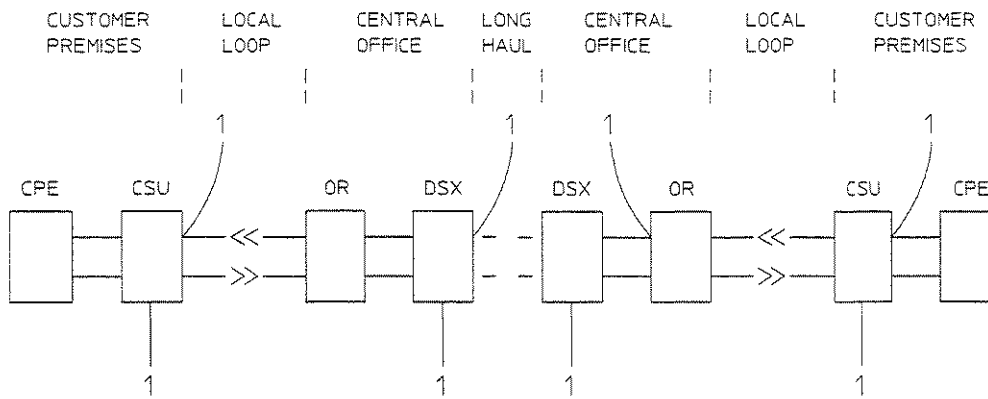 CUSTOMER PREMISES
LOCAL LOOP
CENTRAL OFFICE
LONG HAUL
CENTRAL OFFICE
LOCAL LOOP
CUSTOMER PREMISES
1 1 1 1
CPE CSU OR DSX DSX OR CSU CPE
<< <<
>> >>
1 1 1 1